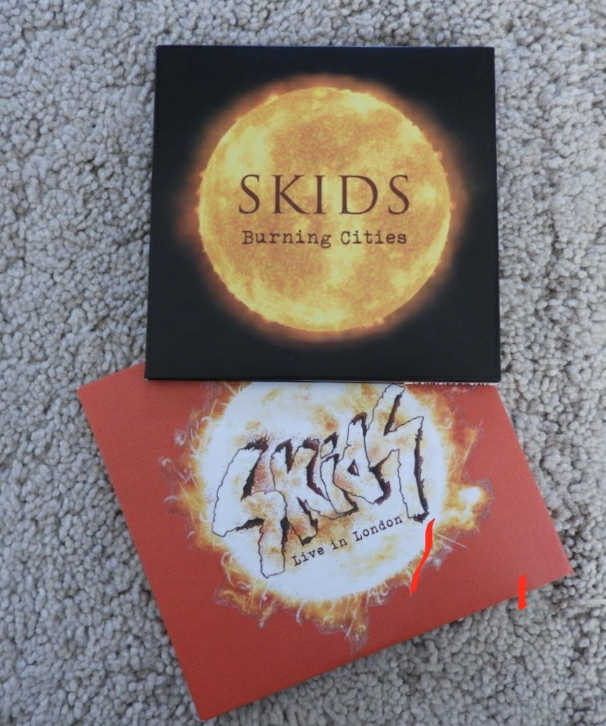 SKIDS
Burning Cities
SKidS
Live in London